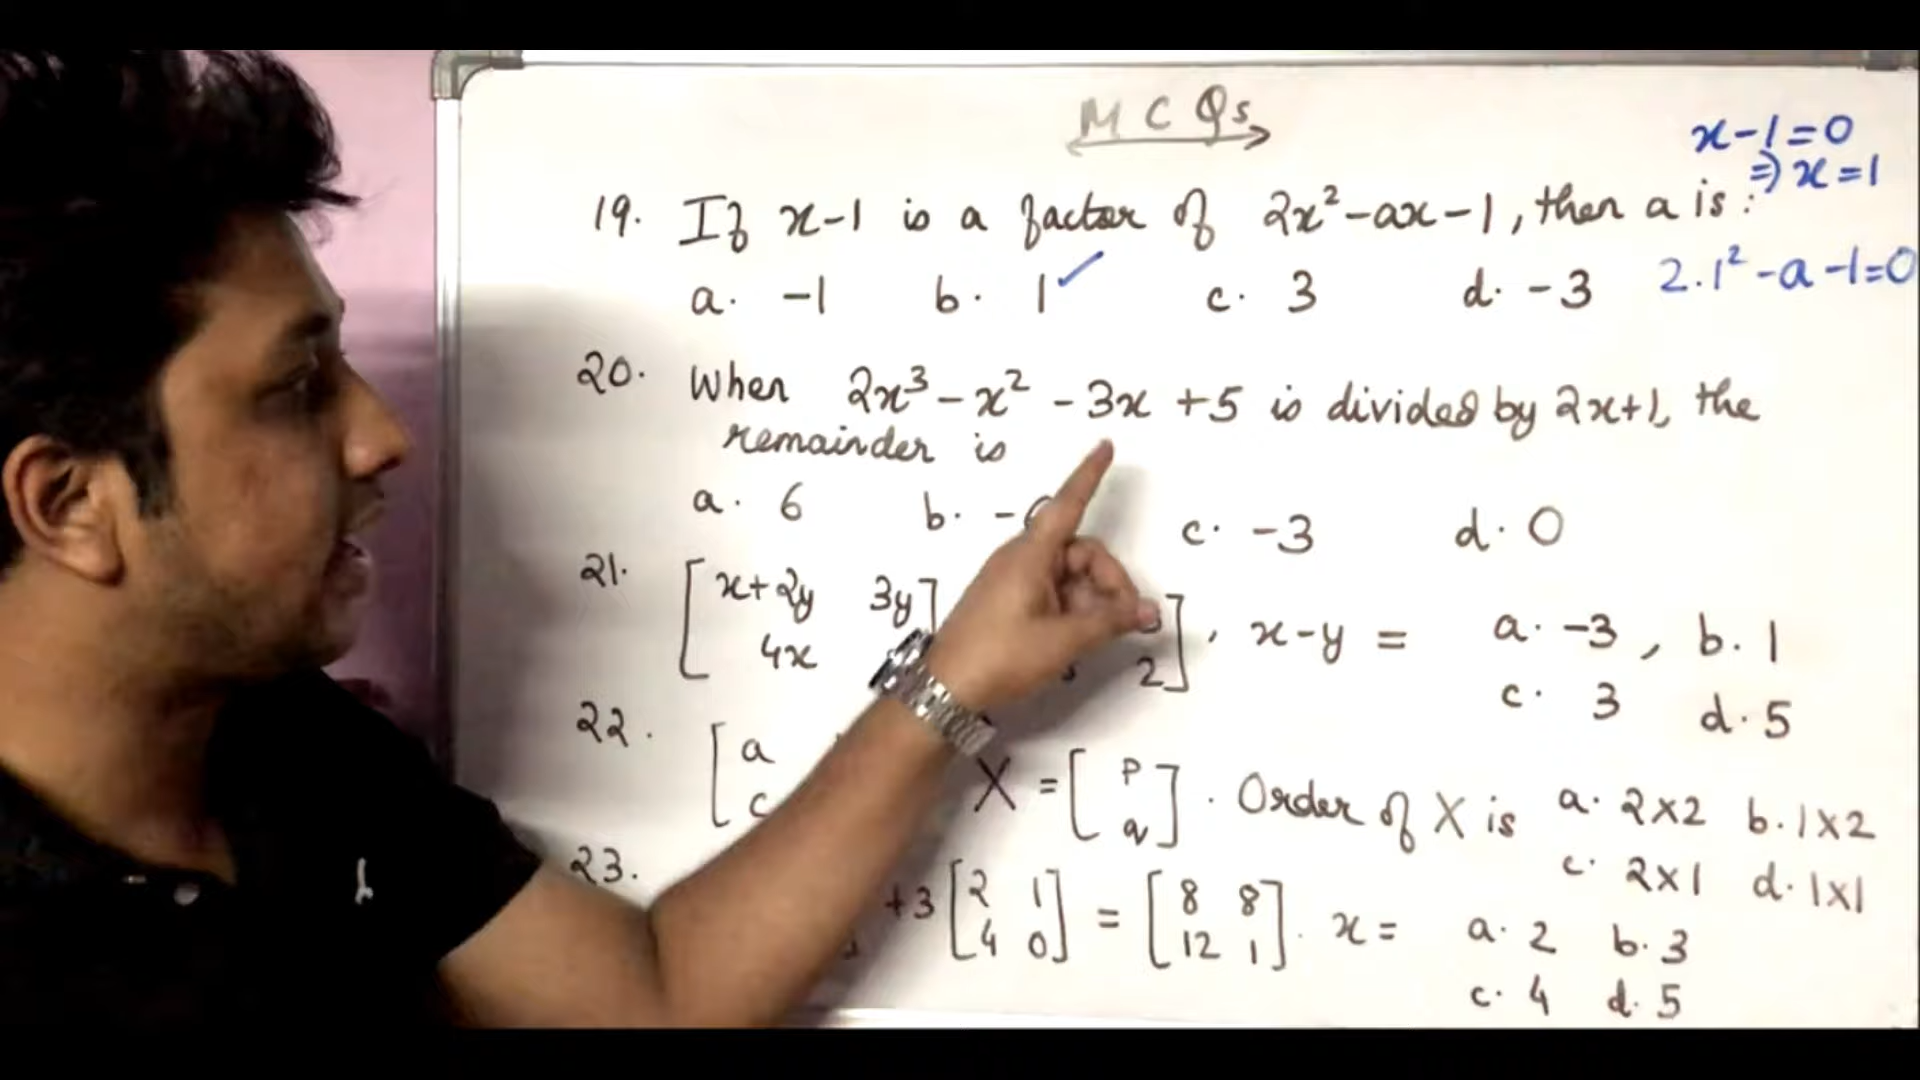 MCQs
x-1=0
⇒ x=1
19. If x-1 is a factor of 2x²-ax-1, then a is:
a. -1 b. 1 ✓ c. 3 d. -3 2.1²-a-1=0
20. When 2x³-x²-3x+5 is divided by 2x+1, the
remainder is
a. 6 b. - c. -3 d. 0
21. [x+2y 3y] x-y = a. -3, b. 1
4x 2] c. 3 d. 5
22. [a X = [p] . Order of X is a. 2x2 b. 1x2
c q c. 2x1 d. 1x1
23. +3 [2 1] = [8 8] . x = a. 2 b. 3
4 0 12 1 c. 4 d. 5